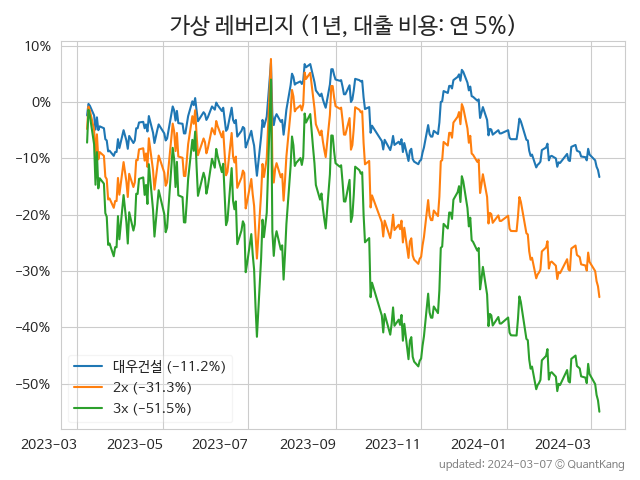 가상 레버리지 (1년, 대출 비용: 연 5%)
10%
0%
−10%
−20%
−30%
−40%
−50%
대우건설 (−11.2%)
2x (−31.3%)
3x (−51.5%)
2023-03 2023-05 2023-07 2023-09 2023-11 2024-01 2024-03
updated: 2024-03-07 © QuantKang